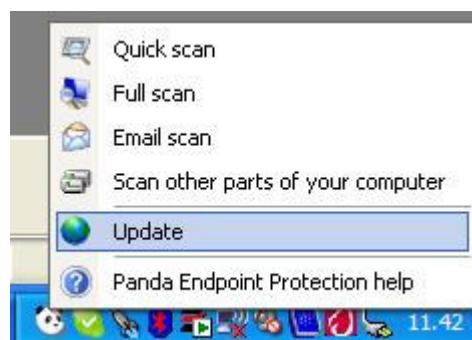 Quick scan
Full scan
Email scan
Scan other parts of your computer
Update
Panda Endpoint Protection help
11.42